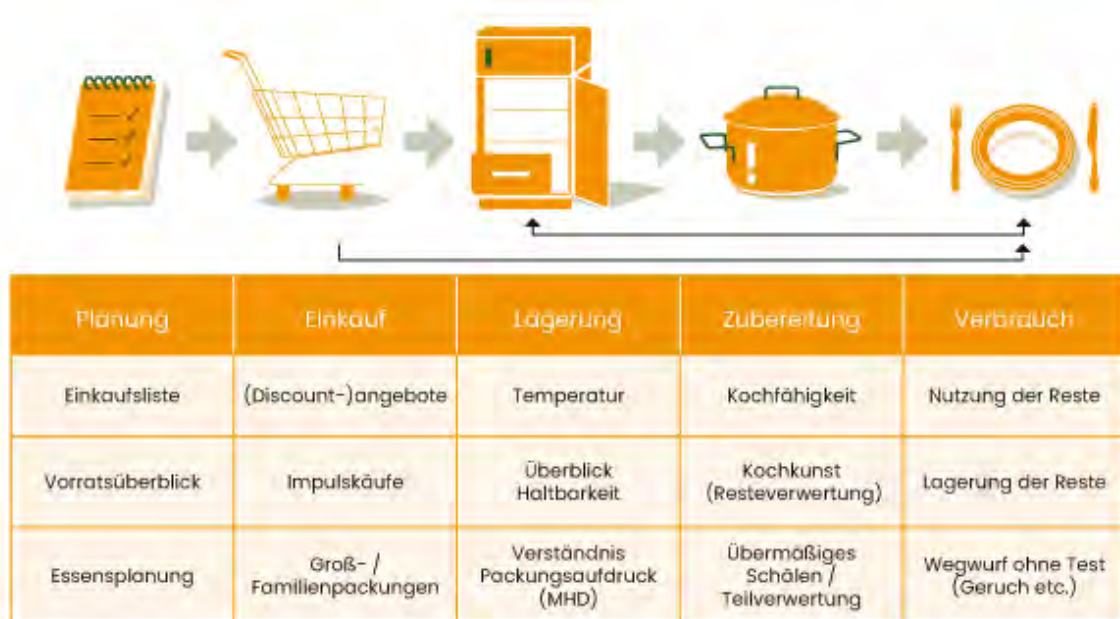 Planung
Einkauf
Lagerung
Zubereitung
Verbrauch
Einkaufsliste
(Discount-)angebote
Temperatur
Kochfähigkeit
Nutzung der Reste
Vorratsüberblick
Impulskäufe
Überblick
Haltbarkeit
Kochkunst
(Resteverwertung)
Lagerung der Reste
Essensplanung
Groß- /
Familienpackungen
Verständnis
Packungsaufdruck
(MHD)
Übermäßiges
Schälen /
Teilverwertung
Wegwurf ohne Test
(Geruch etc.)